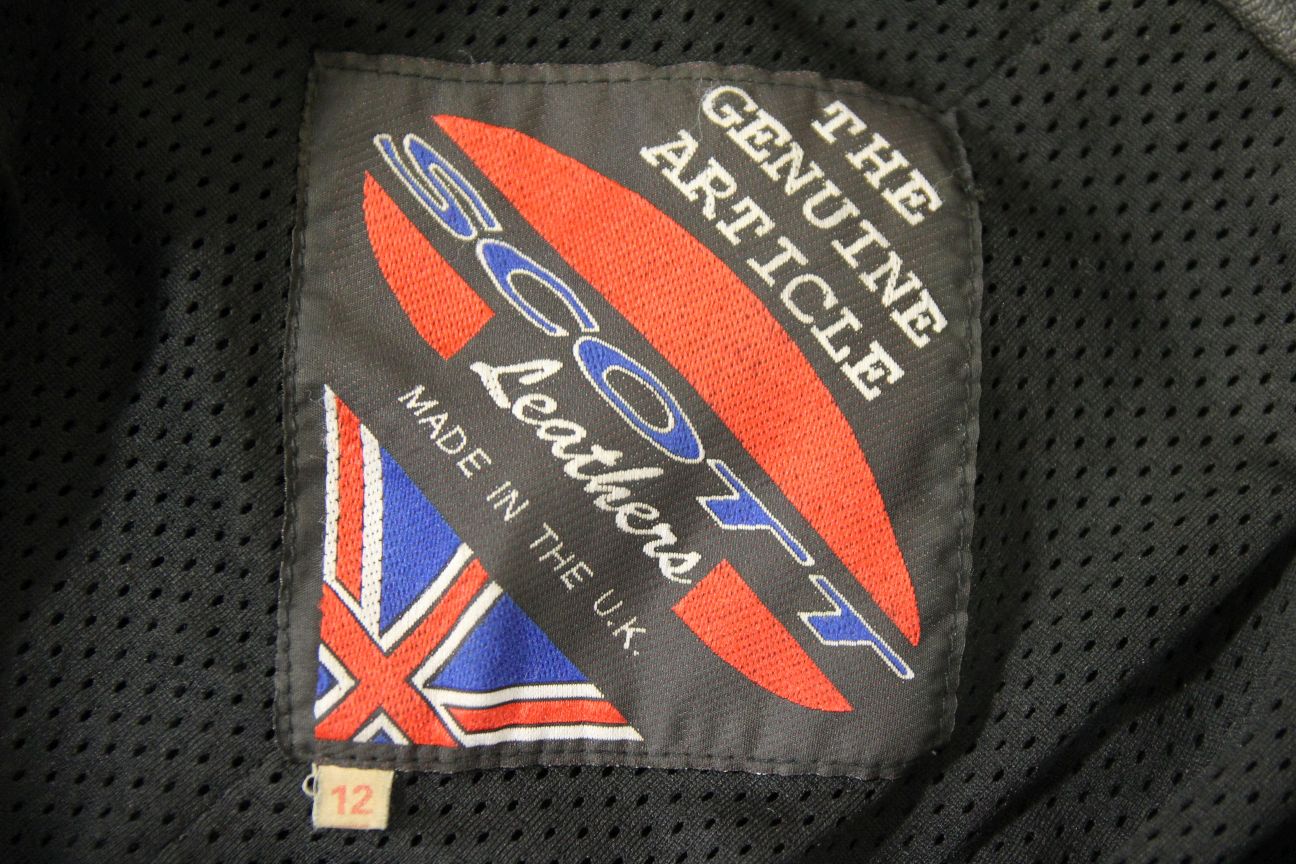 THE
GENUINE
ARTICLE
SCOTT
Leathers
MADE IN THE U.K.
12